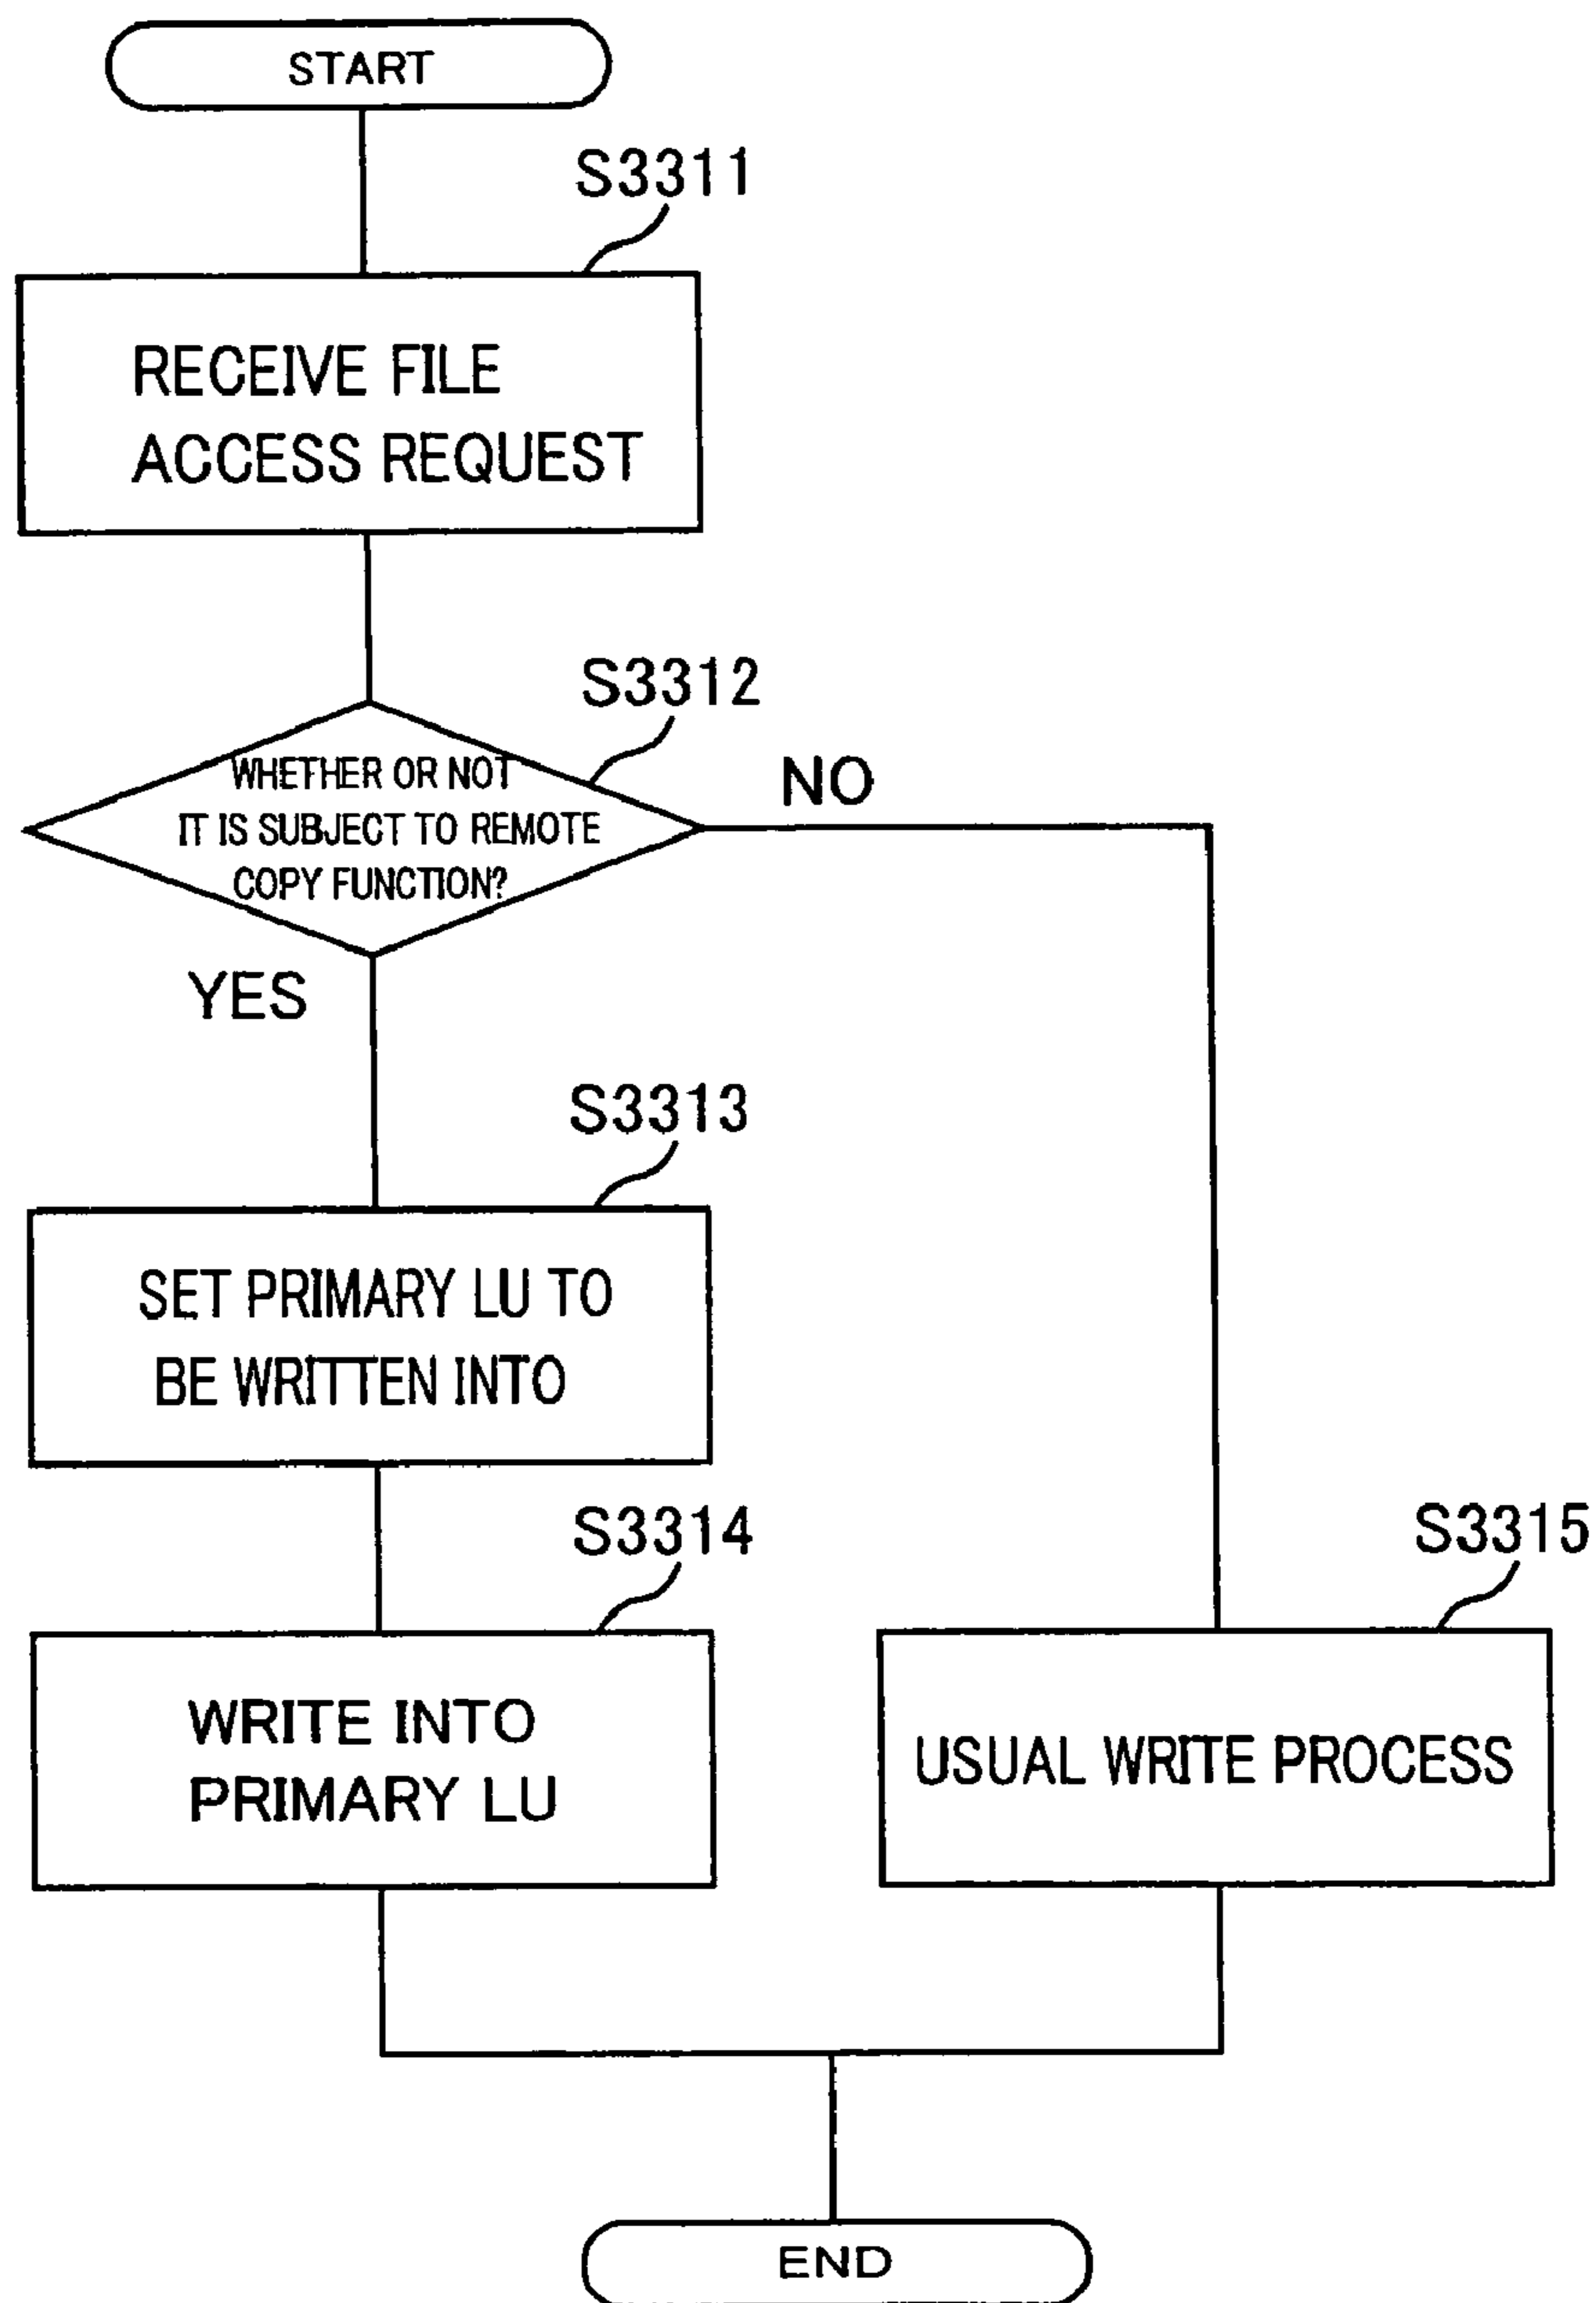 START
S3311
RECEIVE FILE
ACCESS REQUEST
S3312
WHETHER OR NOT
IT IS SUBJECT TO REMOTE
COPY FUNCTION?
NO
YES
S3313
SET PRIMARY LU TO
BE WRITTEN INTO
S3314
WRITE INTO
PRIMARY LU
S3315
USUAL WRITE PROCESS
END